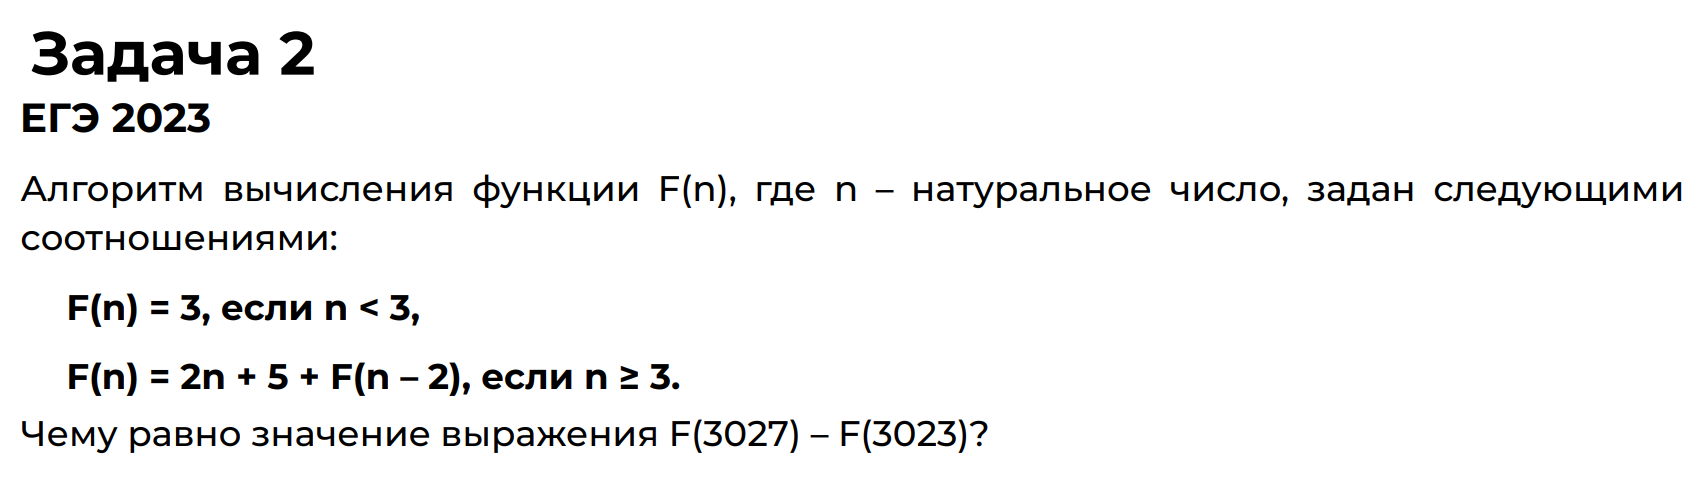 Задача 2
ЕГЭ 2023
Алгоритм вычисления функции F(n), где n – натуральное число, задан следующими
соотношениями:
F(n) = 3, если n < 3,
F(n) = 2n + 5 + F(n – 2), если n ≥ 3.
Чему равно значение выражения F(3027) – F(3023)?